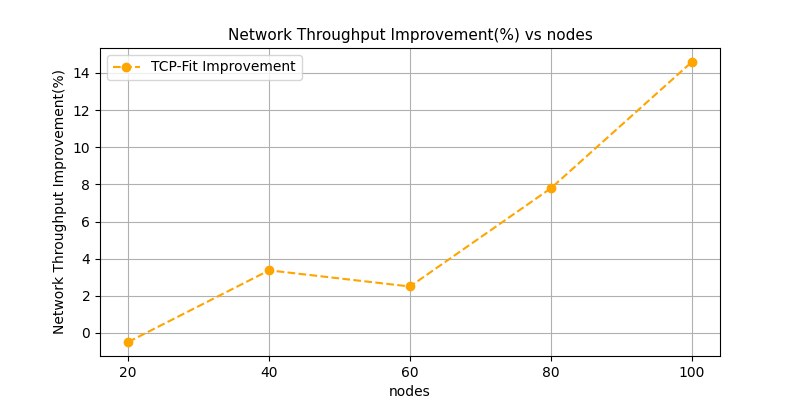 Network Throughput Improvement(%) vs nodes
TCP-Fit Improvement
Network Throughput Improvement(%)
14
12
10
8
6
4
2
0
20 40 60 80 100
nodes